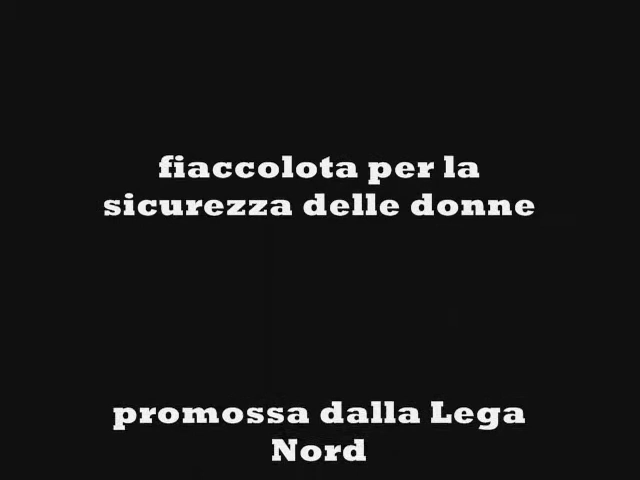 fiaccolota per la
sicurezza delle donne
promossa dalla Lega
Nord